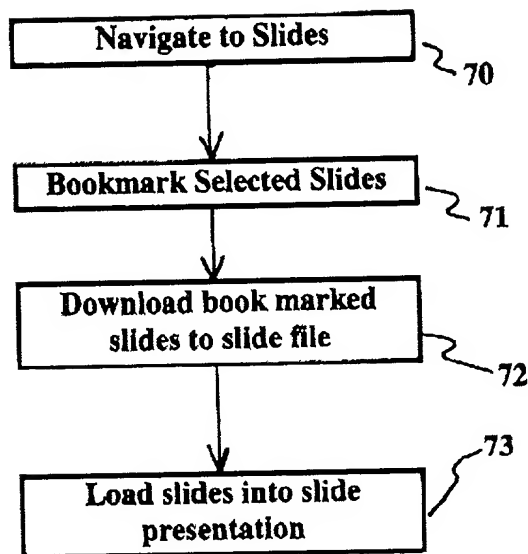 Navigate to Slides
70
Bookmark Selected Slides
71
Download book marked
slides to slide file
72
73
Load slides into slide
presentation